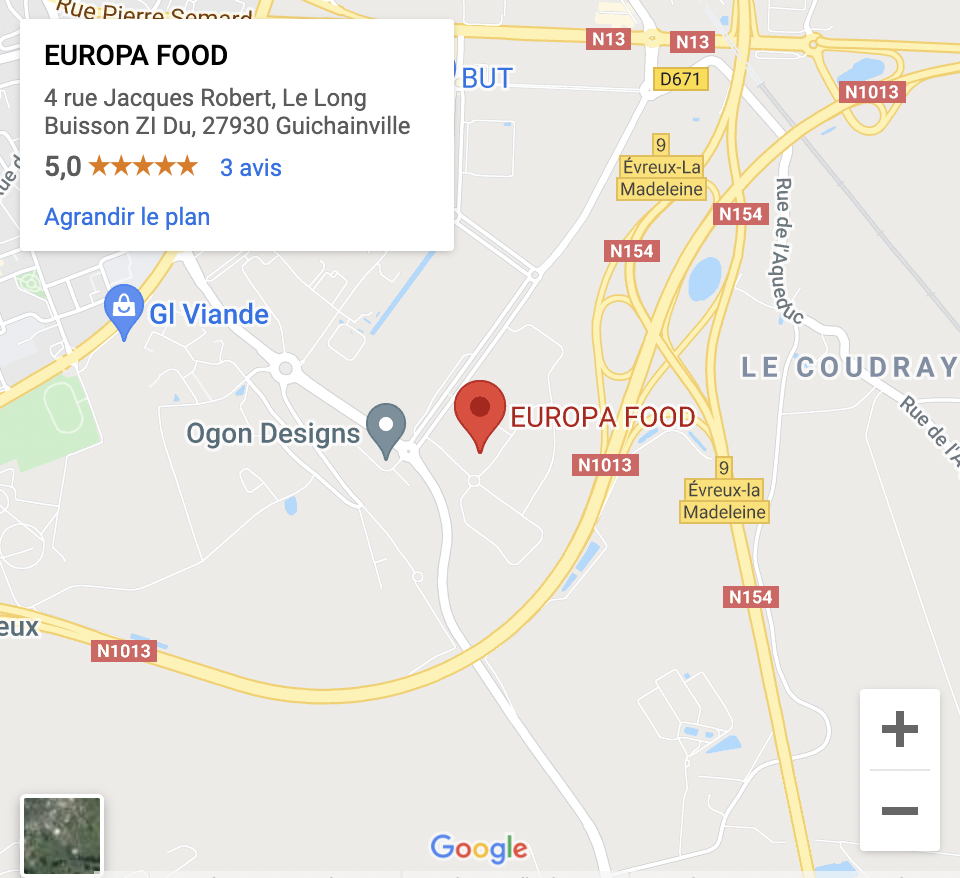 Rue Pierre Semard
EUROPA FOOD
4 rue Jacques Robert, Le Long
Buisson ZI Du, 27930 Guichainville
5,0 3 avis
Agrandir le plan
N13
N13
BUT
D671
N1013
9
Évreux-La
Madeleine
N154
N154
Rue de l'Aqueduc
Gl Viande
LE COUDRAY
Rue de l'A
Ogon Designs
EUROPA FOOD
N1013
9
Évreux-la
Madeleine
N154
eux
N1013
Google